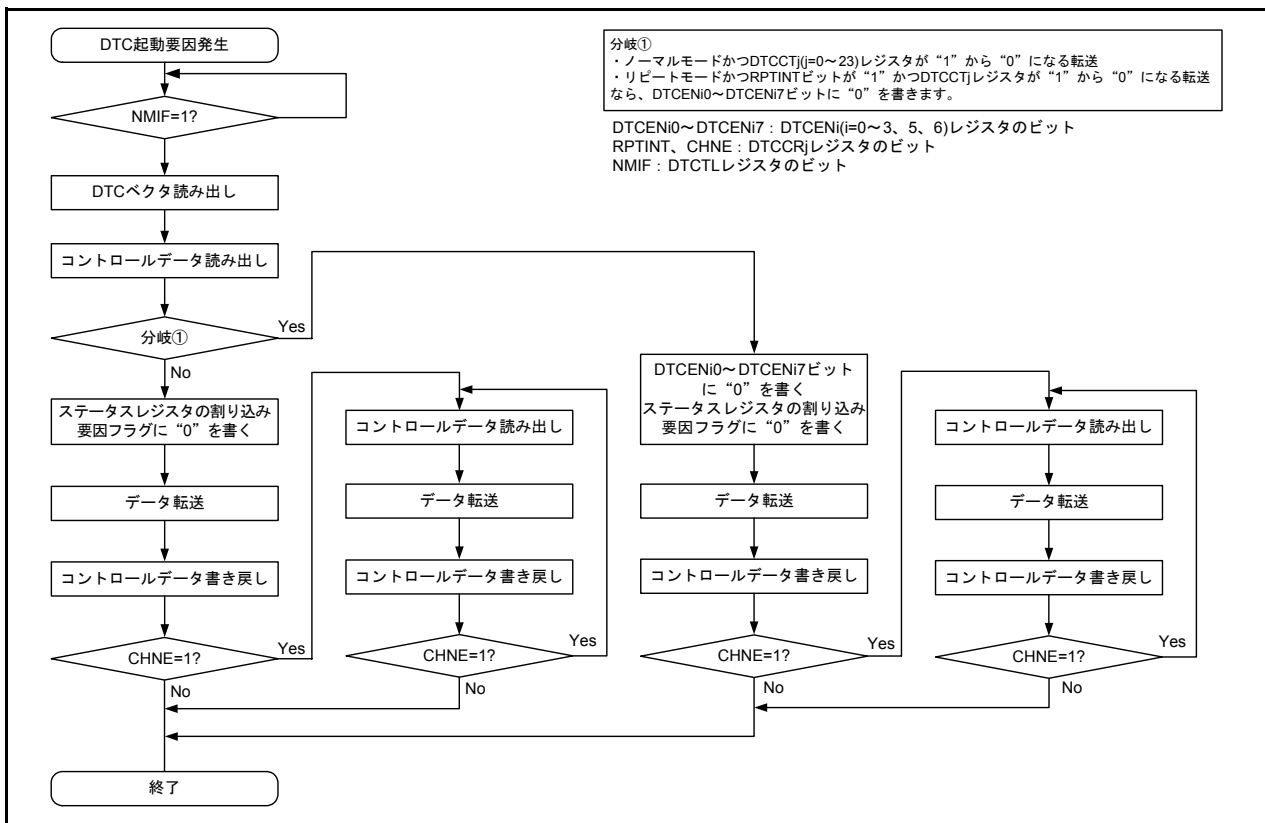 DTC起動要因発生
NMIF=1?
DTCベクタ読み出し
コントロールデータ読み出し
分岐①
Yes
No
ステータスレジスタの割り込み
要因フラグに“0”を書く
データ転送
コントロールデータ書き戻し
CHNE=1?
Yes
No
終了
コントロールデータ読み出し
データ転送
コントロールデータ書き戻し
CHNE=1?
Yes
No
分岐①
・ノーマルモードかつDTCCTj(j=0～23)レジスタが“1”から“0”になる転送
・リピートモードかつRPTINTビットが“1”かつDTCCTjレジスタが“1”から“0”になる転送
なら、DTCENi0～DTCENi7ビットに“0”を書きます。
DTCENi0～DTCENi7：DTCENi(i=0～3、5、6)レジスタのビット
RPTINT、CHNE：DTCCRjレジスタのビット
NMIF：DTCTLレジスタのビット
DTCENi0～DTCENi7ビット
に“0”を書く
ステータスレジスタの割り込み
要因フラグに“0”を書く
データ転送
コントロールデータ書き戻し
CHNE=1?
Yes
No
コントロールデータ読み出し
データ転送
コントロールデータ書き戻し
CHNE=1?
Yes
No